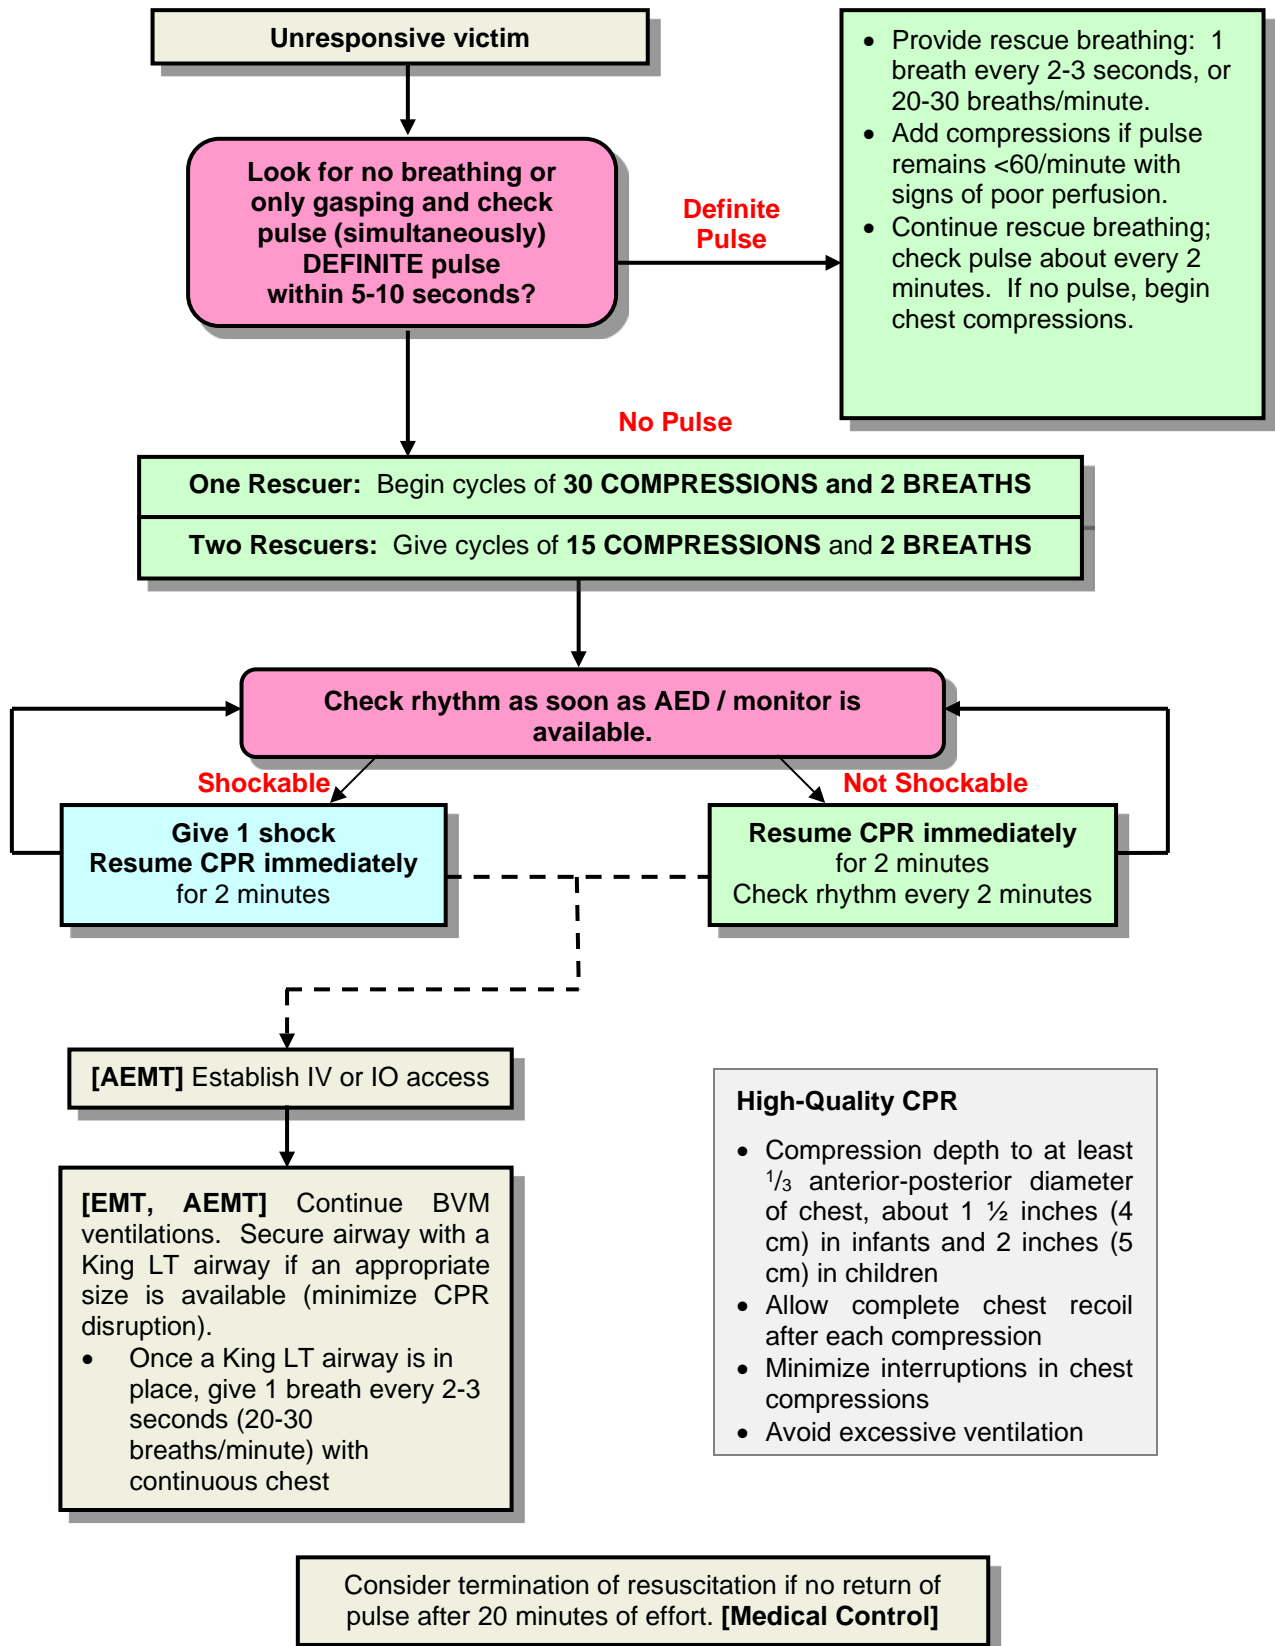 Unresponsive victim
Look for no breathing or
only gasping and check
pulse (simultaneously)
DEFINITE pulse
within 5-10 seconds?
Definite
Pulse
• Provide rescue breathing:  1
breath every 2-3 seconds, or
20-30 breaths/minute.
• Add compressions if pulse
remains <60/minute with
signs of poor perfusion.
• Continue rescue breathing;
check pulse about every 2
minutes.  If no pulse, begin
chest compressions.
No Pulse
One Rescuer:  Begin cycles of 30 COMPRESSIONS and 2 BREATHS
Two Rescuers:  Give cycles of 15 COMPRESSIONS and 2 BREATHS
Check rhythm as soon as AED / monitor is
available.
Shockable
Not Shockable
Give 1 shock
Resume CPR immediately
for 2 minutes
Resume CPR immediately
for 2 minutes
Check rhythm every 2 minutes
[AEMT] Establish IV or IO access
[EMT, AEMT] Continue BVM
ventilations.  Secure airway with a
King LT airway if an appropriate
size is available (minimize CPR
disruption).
• Once a King LT airway is in
place, give 1 breath every 2-3
seconds (20-30
breaths/minute) with
continuous chest
High-Quality CPR
• Compression depth to at least
1/3 anterior-posterior diameter
of chest, about 1 ½ inches (4
cm) in infants and 2 inches (5
cm) in children
• Allow complete chest recoil
after each compression
• Minimize interruptions in chest
compressions
• Avoid excessive ventilation
Consider termination of resuscitation if no return of
pulse after 20 minutes of effort. [Medical Control]